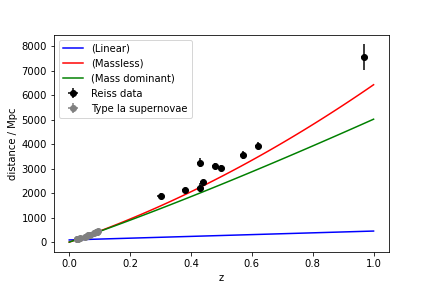 8000
7000
6000
5000
4000
3000
2000
1000
0
distance / Mpc
(Linear)
(Massless)
(Mass dominant)
Reiss data
Type Ia supernovae
0.0 0.2 0.4 0.6 0.8 1.0
z